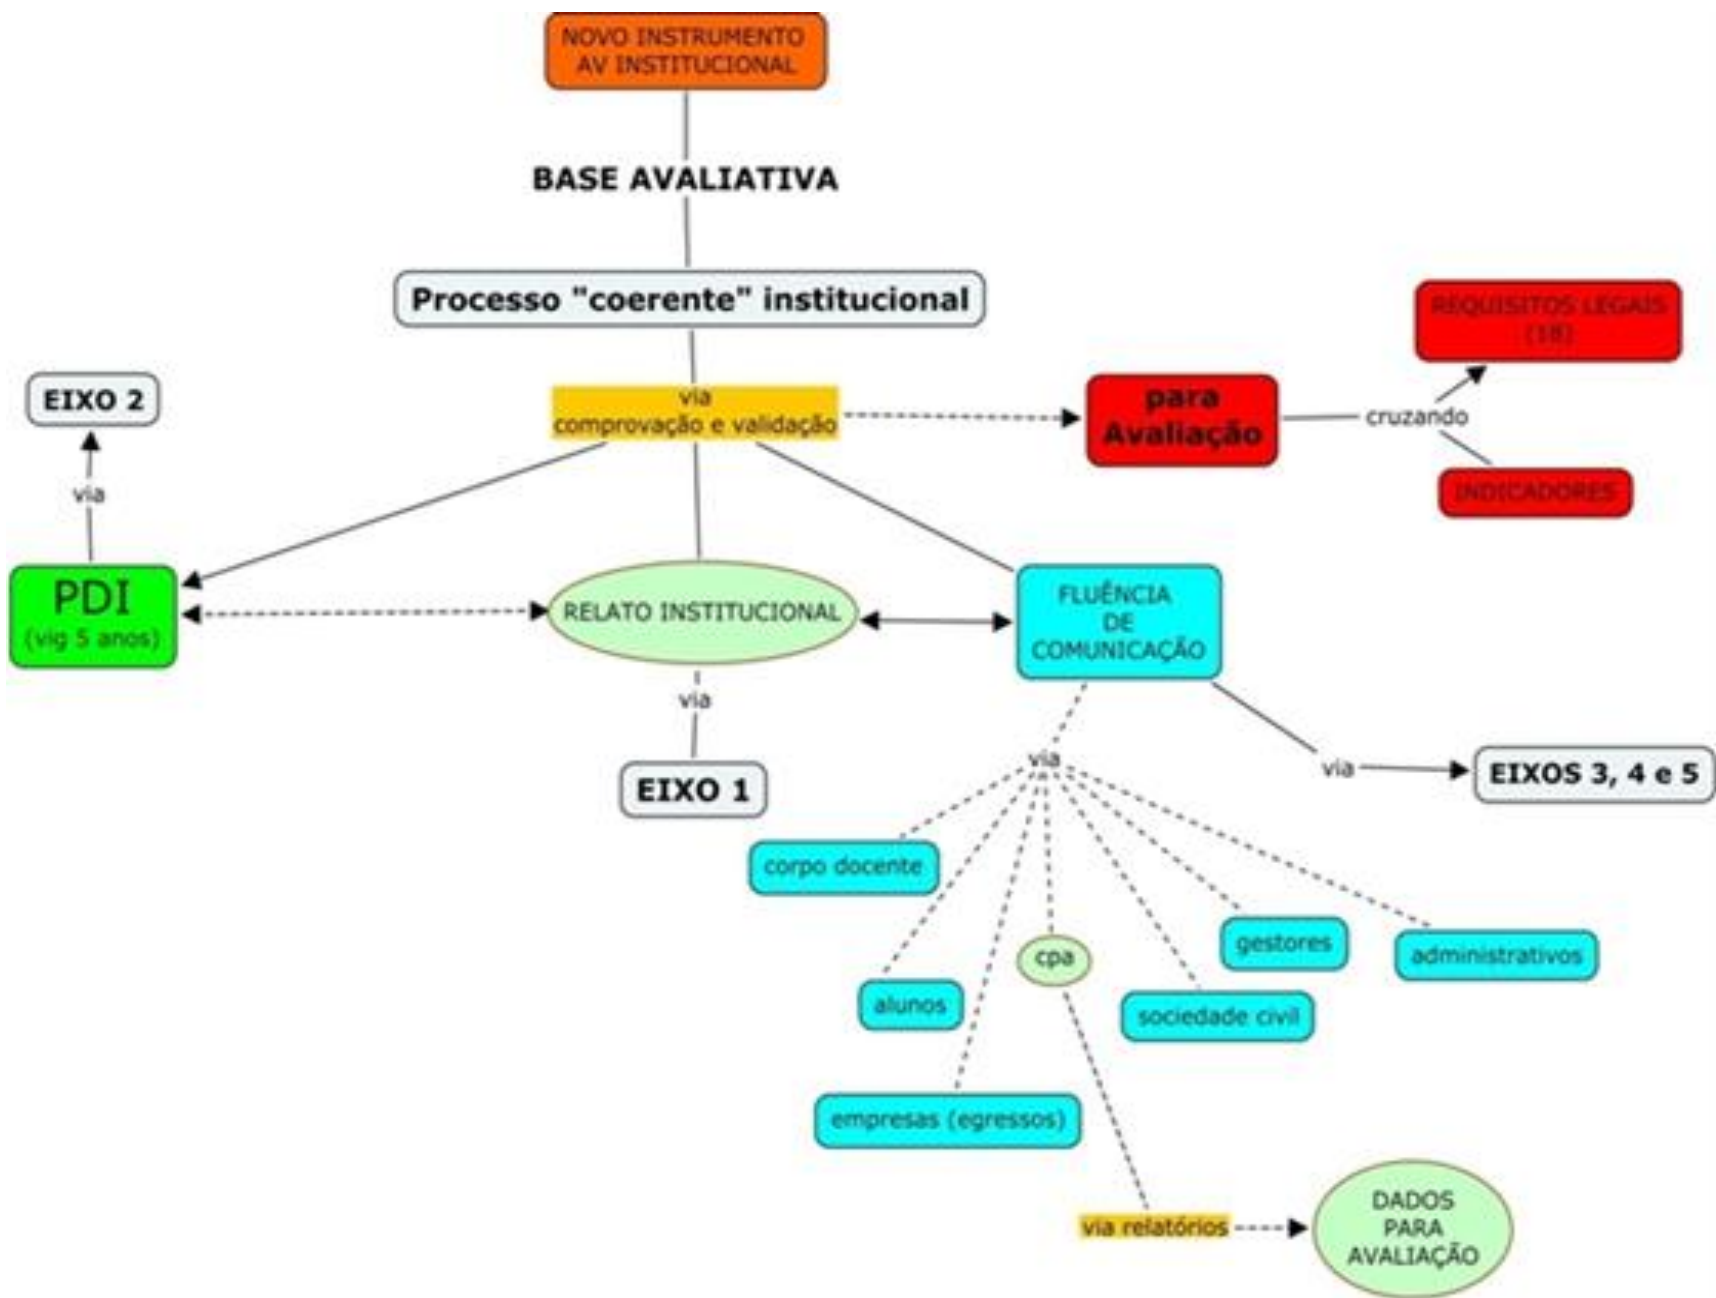 NOVO INSTRUMENTO
AV INSTITUCIONAL
BASE AVALIATIVA
Processo "coerente" institucional
REQUISITOS LEGAIS
(18)
EIXO 2
via
comprovação e validação
para
Avaliação
cruzando
INDICADORES
via
PDI
(vig 5 anos)
RELATO INSTITUCIONAL
FLUÊNCIA
DE
COMUNICAÇÃO
via
EIXO 1
via
via
EIXOS 3, 4 e 5
corpo docente
alunos
empresas (egressos)
cpa
sociedade civil
gestores
administrativos
via relatórios
DADOS
PARA
AVALIAÇÃO